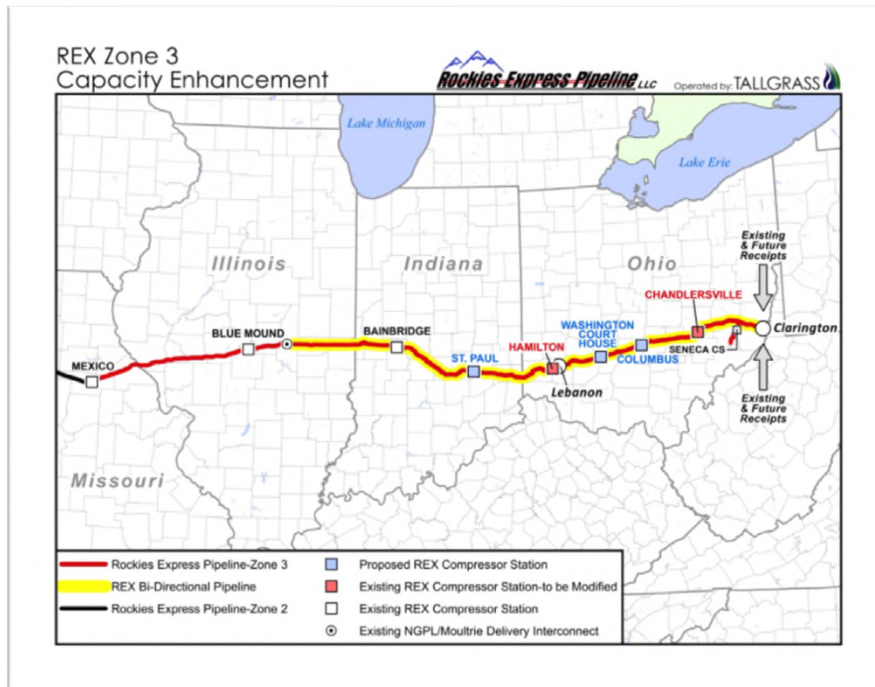 REX Zone 3
Capacity Enhancement
Rockies Express Pipeline LLC
Operated by: TALLGRASS
Lake Michigan
Lake Erie
Existing
& Future
Receipts
Illinois
Indiana
Ohio
CHANDLERSVILLE
WASHINGTON
COURT
HOUSE
Clarington
BLUE MOUND
BAINBRIDGE
ST. PAUL
HAMILTON
SENECA CS
COLUMBUS
MEXICO
Lebanon
Existing
& Future
Receipts
Missouri
Rockies Express Pipeline-Zone 3
REX Bi-Directional Pipeline
Rockies Express Pipeline-Zone 2
Proposed REX Compressor Station
Existing REX Compressor Station-to be Modified
Existing REX Compressor Station
Existing NGPL/Moultrie Delivery Interconnect